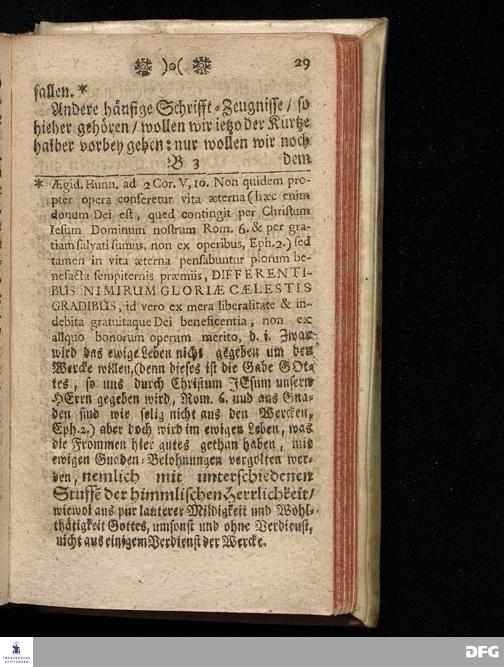 29
fallen. *
Andere häufige Schrifft-Zeugnisse / so
hieher gehören / wollen wir ietzo der Kürtze
halber vorbey gehen: nur wollen wir noch
B 3 dem
* Ægid. Hunn. ad 2 Cor. V, 10. Non quidem pro-
pter opera conferetur vita æterna (hæc enim
donum Dei est, qued contingit per Christum
Iesum Dominum nostrum Rom. 6. & per gra-
tiam salvati sumus, non ex operibus, Eph. 2.) sed
tamen in vita æterna pensabuntur piorum be-
nefacta sempiternis præmiis, DIFFERENTI-
BUS NIMIRUM GLORIÆ CÆLESTIS
GRADIBUS, id vero ex mera liberalitate & in-
debita gratuitaque Dei beneficentia, non ex
aliquo bonorum operum merito, d. i. Zwar
wird das ewige Leben nicht gegeben um der
Wercke willen, (denn dieses ist die Gabe GOt-
tes, so uns durch Christum JEsum unsern
HErrn gegeben wird, Rom. 6. und aus Gna-
den sind wir selig nicht aus den Wercken,
Eph. 2.) aber doch wird im ewigen Leben, was
die Frommen hier gutes gethan haben, mit
ewigen Gnaden-Belohnungen vergolten wer-
den, nemlich mit unterschiedenen
Stuffē der himmlischen Herrlichkeit /
wiewol aus pur lauterer Mildigkeit und Wohl-
thätigkeit Gottes, umsonst und ohne Verdienst,
nicht aus einigem Verdienst der Wercke.
FRANCKESCHE
STIFTUNGEN
DFG